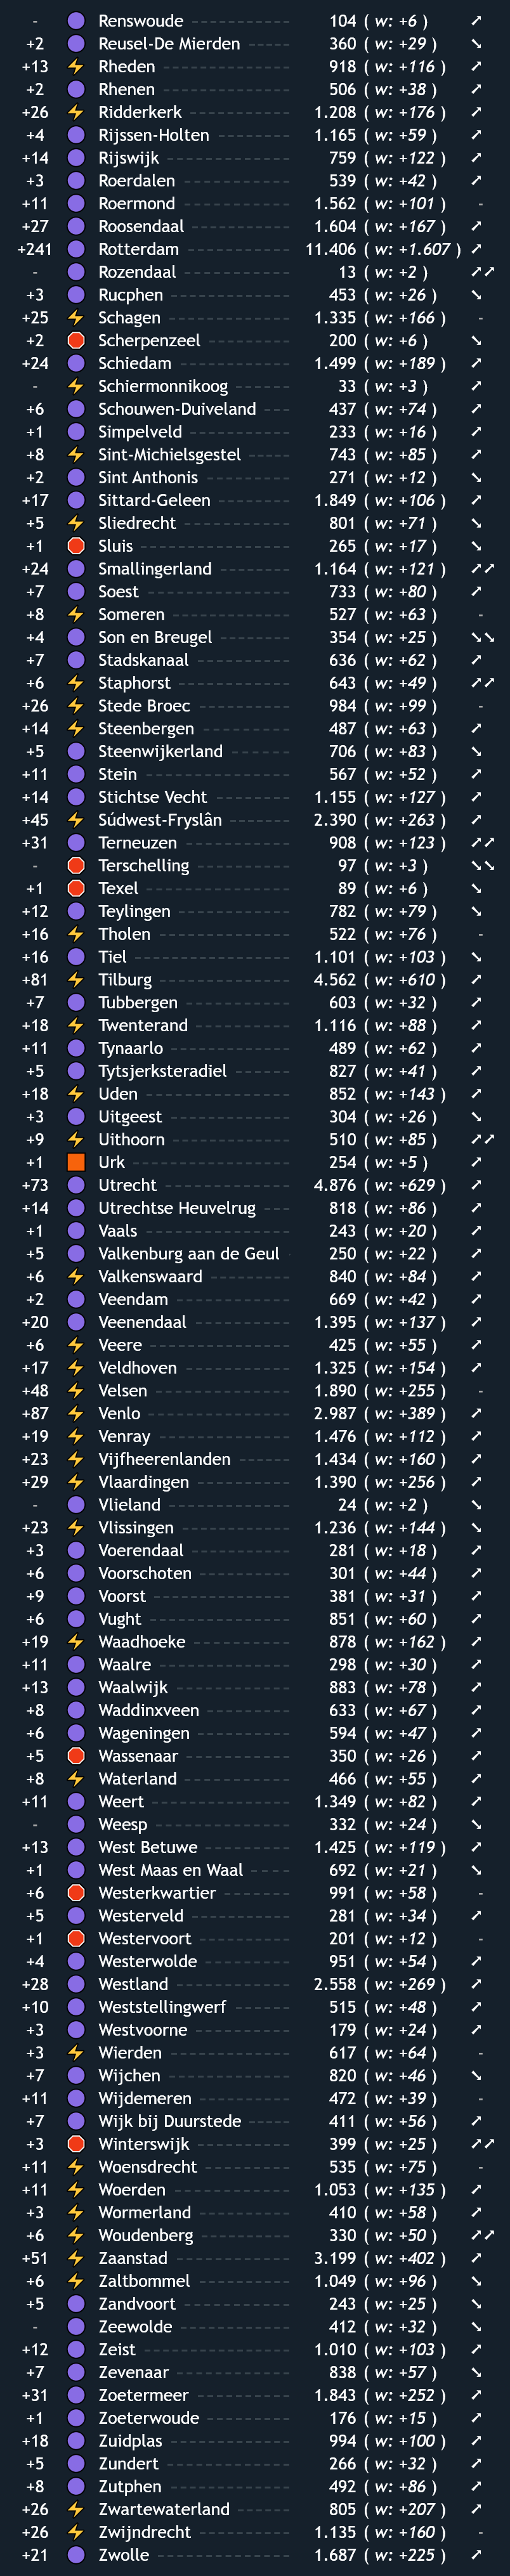 - Renswoude 104 ( w: +6 )
+2 Reusel-De Mierden 360 ( w: +29 )
+13 Rheden 918 ( w: +116 )
+2 Rhenen 506 ( w: +38 )
+26 Ridderkerk 1.208 ( w: +176 )
+4 Rijssen-Holten 1.165 ( w: +59 )
+14 Rijswijk 759 ( w: +122 )
+3 Roerdalen 539 ( w: +42 )
+11 Roermond 1.562 ( w: +101 ) -
+27 Roosendaal 1.604 ( w: +167 )
+241 Rotterdam 11.406 ( w: +1.607 )
- Rozendaal 13 ( w: +2 )
+3 Rucphen 453 ( w: +26 )
+25 Schagen 1.335 ( w: +166 ) -
+2 Scherpenzeel 200 ( w: +6 )
+24 Schiedam 1.499 ( w: +189 )
- Schiermonnikoog 33 ( w: +3 )
+6 Schouwen-Duiveland 437 ( w: +74 )
+1 Simpelveld 233 ( w: +16 )
+8 Sint-Michielsgestel 743 ( w: +85 )
+2 Sint Anthonis 271 ( w: +12 )
+17 Sittard-Geleen 1.849 ( w: +106 )
+5 Sliedrecht 801 ( w: +71 )
+1 Sluis 265 ( w: +17 )
+24 Smallingerland 1.164 ( w: +121 )
+7 Soest 733 ( w: +80 )
+8 Someren 527 ( w: +63 ) -
+4 Son en Breugel 354 ( w: +25 )
+7 Stadskanaal 636 ( w: +62 )
+6 Staphorst 643 ( w: +49 )
+26 Stede Broec 984 ( w: +99 ) -
+14 Steenbergen 487 ( w: +63 )
+5 Steenwijkerland 706 ( w: +83 )
+11 Stein 567 ( w: +52 )
+14 Stichtse Vecht 1.155 ( w: +127 )
+45 Súdwest-Fryslân 2.390 ( w: +263 )
+31 Terneuzen 908 ( w: +123 )
- Terschelling 97 ( w: +3 )
+1 Texel 89 ( w: +6 )
+12 Teylingen 782 ( w: +79 )
+16 Tholen 522 ( w: +76 ) -
+16 Tiel 1.101 ( w: +103 )
+81 Tilburg 4.562 ( w: +610 )
+7 Tubbergen 603 ( w: +32 )
+18 Twenterand 1.116 ( w: +88 )
+11 Tynaarlo 489 ( w: +62 )
+5 Tytsjerksteradiel 827 ( w: +41 )
+18 Uden 852 ( w: +143 )
+3 Uitgeest 304 ( w: +26 )
+9 Uithoorn 510 ( w: +85 )
+1 Urk 254 ( w: +5 )
+73 Utrecht 4.876 ( w: +629 )
+14 Utrechtse Heuvelrug 818 ( w: +86 )
+1 Vaals 243 ( w: +20 )
+5 Valkenburg aan de Geul 250 ( w: +22 )
+6 Valkenswaard 840 ( w: +84 )
+2 Veendam 669 ( w: +42 )
+20 Veenendaal 1.395 ( w: +137 )
+6 Veere 425 ( w: +55 )
+17 Veldhoven 1.325 ( w: +154 )
+48 Velsen 1.890 ( w: +255 ) -
+87 Venlo 2.987 ( w: +389 )
+19 Venray 1.476 ( w: +112 )
+23 Vijfheerenlanden 1.434 ( w: +160 )
+29 Vlaardingen 1.390 ( w: +256 )
- Vlieland 24 ( w: +2 )
+23 Vlissingen 1.236 ( w: +144 )
+3 Voerendaal 281 ( w: +18 )
+6 Voorschoten 301 ( w: +44 )
+9 Voorst 381 ( w: +31 )
+6 Vught 851 ( w: +60 )
+19 Waadhoeke 878 ( w: +162 )
+11 Waalre 298 ( w: +30 )
+13 Waalwijk 883 ( w: +78 )
+8 Waddinxveen 633 ( w: +67 )
+6 Wageningen 594 ( w: +47 )
+5 Wassenaar 350 ( w: +26 )
+8 Waterland 466 ( w: +55 )
+11 Weert 1.349 ( w: +82 )
- Weesp 332 ( w: +24 )
+13 West Betuwe 1.425 ( w: +119 )
+1 West Maas en Waal 692 ( w: +21 )
+6 Westerkwartier 991 ( w: +58 ) -
+5 Westerveld 281 ( w: +34 )
+1 Westervoort 201 ( w: +12 ) -
+4 Westerwolde 951 ( w: +54 )
+28 Westland 2.558 ( w: +269 )
+10 Weststellingwerf 515 ( w: +48 )
+3 Westvoorne 179 ( w: +24 )
+3 Wierden 617 ( w: +64 ) -
+7 Wijchen 820 ( w: +46 )
+11 Wijdemeren 472 ( w: +39 ) -
+7 Wijk bij Duurstede 411 ( w: +56 )
+3 Winterswijk 399 ( w: +25 )
+11 Woensdrecht 535 ( w: +75 ) -
+11 Woerden 1.053 ( w: +135 )
+3 Wormerland 410 ( w: +58 )
+6 Woudenberg 330 ( w: +50 )
+51 Zaanstad 3.199 ( w: +402 )
+6 Zaltbommel 1.049 ( w: +96 )
+5 Zandvoort 243 ( w: +25 )
- Zeewolde 412 ( w: +32 )
+12 Zeist 1.010 ( w: +103 )
+7 Zevenaar 838 ( w: +57 )
+31 Zoetermeer 1.843 ( w: +252 )
+1 Zoeterwoude 176 ( w: +15 )
+18 Zuidplas 994 ( w: +100 )
+5 Zundert 266 ( w: +32 )
+8 Zutphen 492 ( w: +86 )
+26 Zwartewaterland 805 ( w: +207 )
+26 Zwijndrecht 1.135 ( w: +160 ) -
+21 Zwolle 1.687 ( w: +225 )